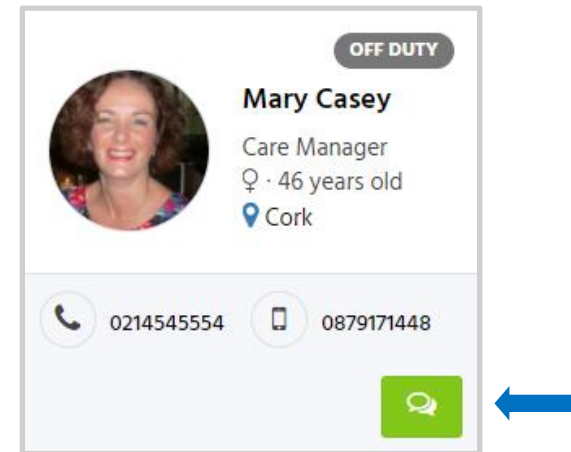 OFF DUTY
Mary Casey
Care Manager
♀ · 46 years old
Cork
0214545554 0879171448